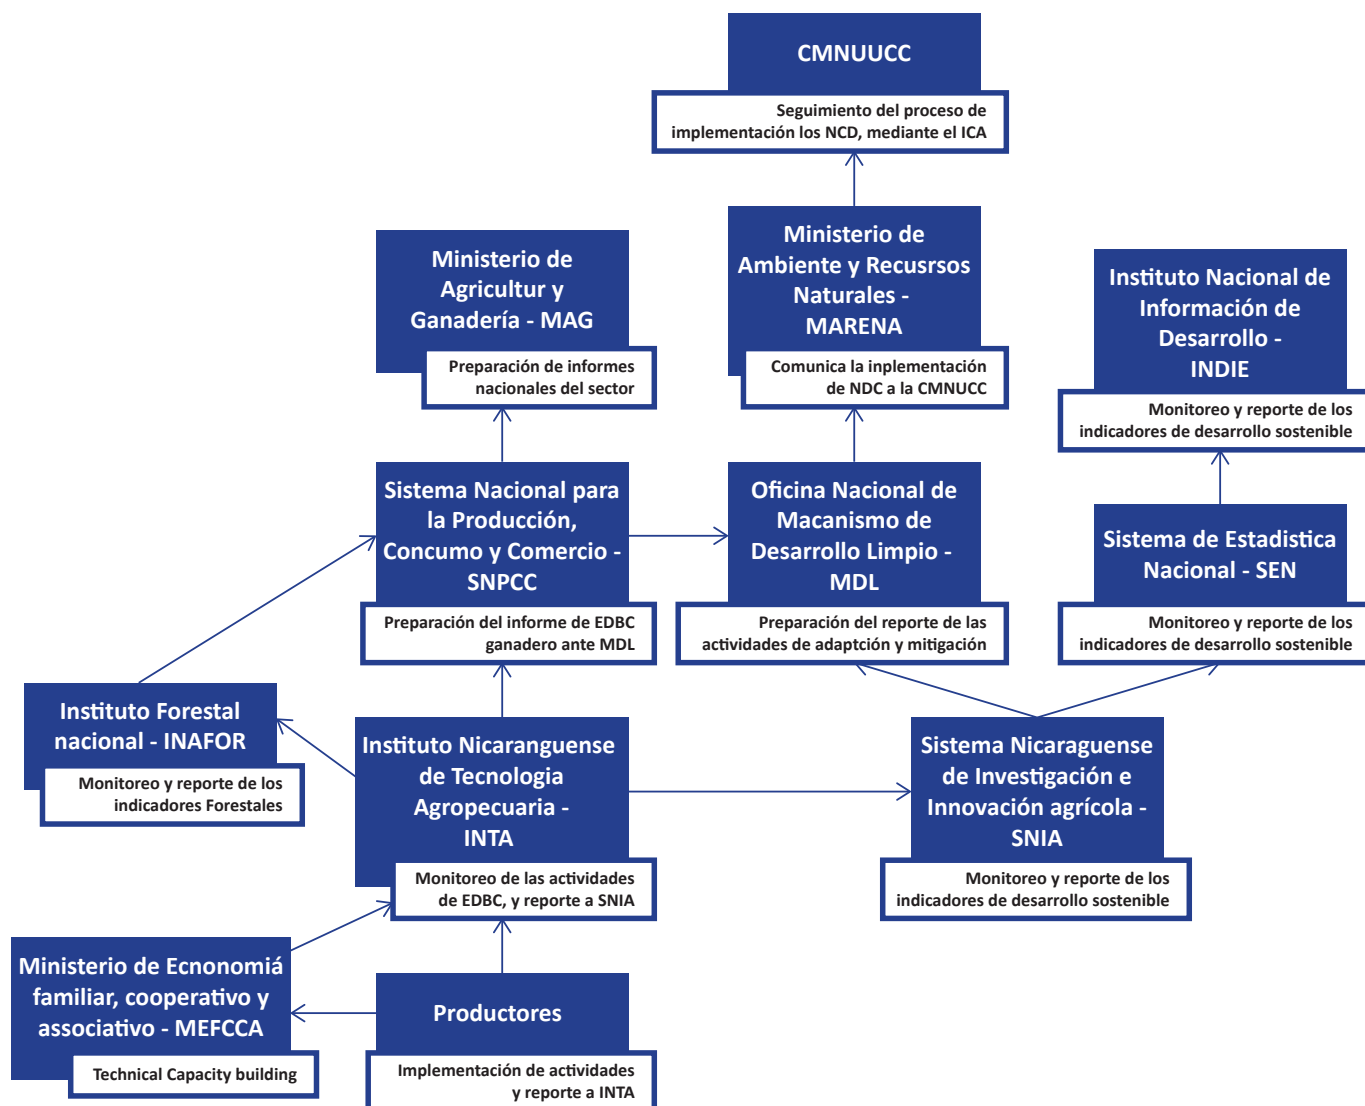 CMNUUCC
Seguimiento del proceso de
implementación los NCD, mediante el ICA
Ministerio de
Agricultur y
Ganadería - MAG
Preparación de informes
nacionales del sector
Ministerio de
Ambiente y Recusrsos
Naturales -
MARENA
Comunica la inplementación
de NDC a la CMNUCC
Instituto Nacional de
Información de
Desarrollo -
INDIE
Monitoreo y reporte de los
indicadores de desarrollo sostenible
Sistema Nacional para
la Producción,
Concumo y Comercio -
SNPCC
Preparación del informe de EDBC
ganadero ante MDL
Oficina Nacional de
Macanismo de
Desarrollo Limpio -
MDL
Preparación del reporte de las
actividades de adaptción y mitigación
Sistema de Estadistica
Nacional - SEN
Monitoreo y reporte de los
indicadores de desarrollo sostenible
Instituto Forestal
nacional - INAFOR
Monitoreo y reporte de los
indicadores Forestales
Instituto Nicaranguense
de Tecnologia
Agropecuaria -
INTA
Monitoreo de las actividades
de EDBC, y reporte a SNIA
Sistema Nicaraguense
de Investigación e
Innovación agrícola -
SNIA
Monitoreo y reporte de los
indicadores de desarrollo sostenible
Ministerio de Ecnonomiá
familiar, cooperativo y
associativo - MEFCCA
Technical Capacity building
Productores
Implementación de actividades
y reporte a INTA